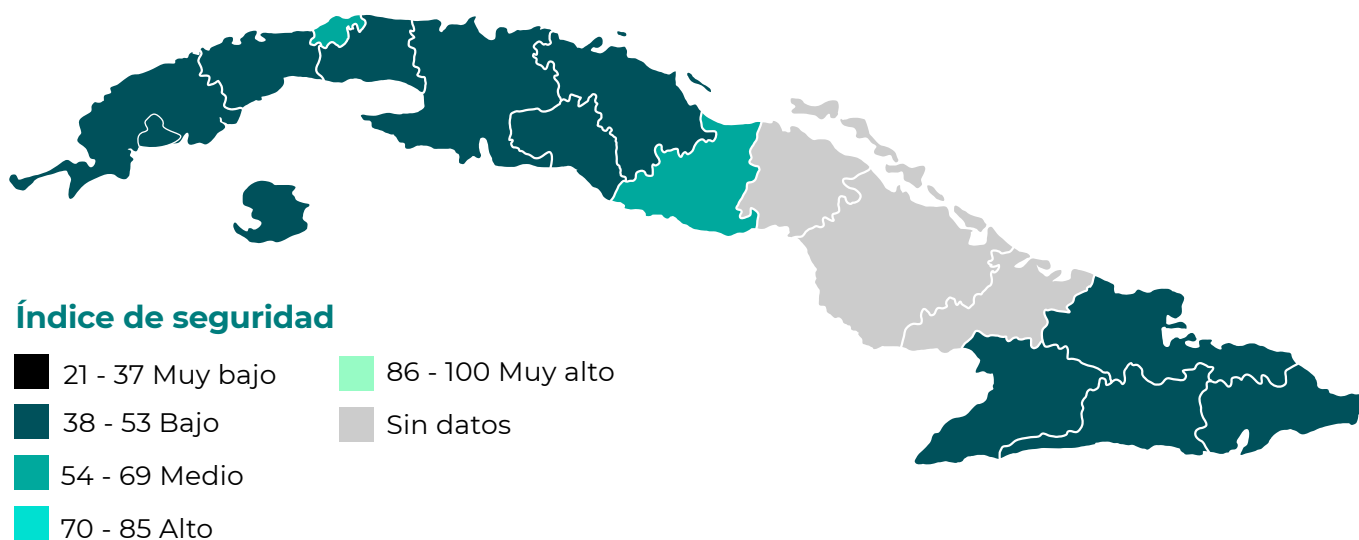 Índice de seguridad
21 - 37 Muy bajo
38 - 53 Bajo
54 - 69 Medio
70 - 85 Alto
86 - 100 Muy alto
Sin datos